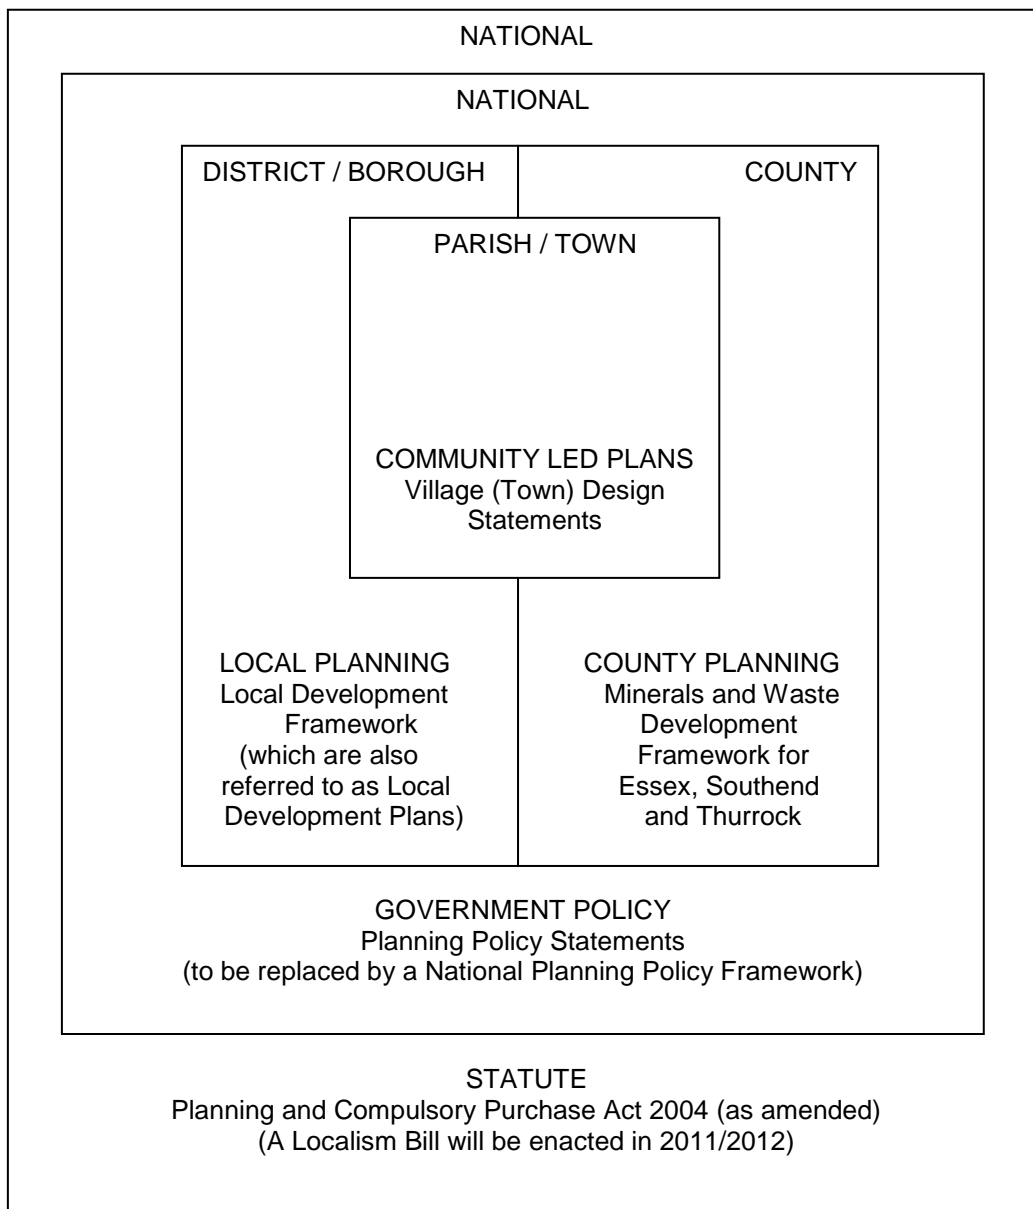 NATIONAL
NATIONAL
DISTRICT / BOROUGH
COUNTY
PARISH / TOWN
COMMUNITY LED PLANS
Village (Town) Design
Statements
LOCAL PLANNING
Local Development
Framework
(which are also
referred to as Local
Development Plans)
COUNTY PLANNING
Minerals and Waste
Development
Framework for
Essex, Southend
and Thurrock
GOVERNMENT POLICY
Planning Policy Statements
(to be replaced by a National Planning Policy Framework)
STATUTE
Planning and Compulsory Purchase Act 2004 (as amended)
(A Localism Bill will be enacted in 2011/2012)